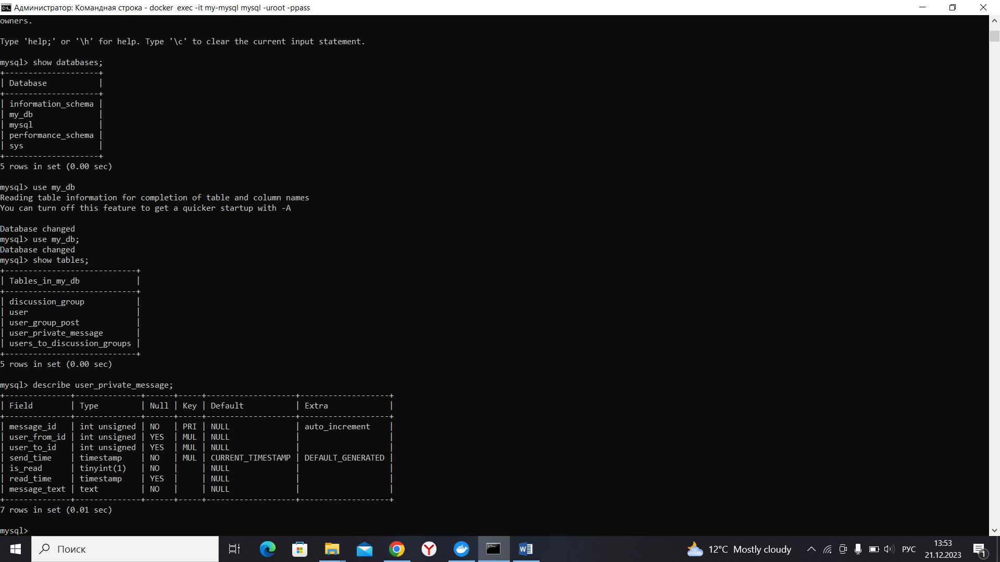 Администратор: Командная строка - docker  exec -it my-mysql mysql -uroot -ppass
owners.
Type 'help;' or '\h' for help. Type '\c' to clear the current input statement.
mysql> show databases;
+--------------------+
| Database           |
+--------------------+
| information_schema |
| my_db              |
| mysql              |
| performance_schema |
| sys                |
+--------------------+
5 rows in set (0.00 sec)
mysql> use my_db
Reading table information for completion of table and column names
You can turn off this feature to get a quicker startup with -A
Database changed
mysql> use my_db;
Database changed
mysql> show tables;
+----------------------------+
| Tables_in_my_db            |
+----------------------------+
| discussion_group           |
| user                       |
| user_group_post            |
| user_private_message       |
| users_to_discussion_groups |
+----------------------------+
5 rows in set (0.00 sec)
mysql> describe user_private_message;
+--------------+--------------+------+-----+-------------------+-------------------+
| Field        | Type         | Null | Key | Default           | Extra             |
+--------------+--------------+------+-----+-------------------+-------------------+
| message_id   | int unsigned | NO   | PRI | NULL              | auto_increment    |
| user_from_id | int unsigned | YES  | MUL | NULL              |                   |
| user_to_id   | int unsigned | YES  | MUL | NULL              |                   |
| send_time    | timestamp    | NO   | MUL | CURRENT_TIMESTAMP | DEFAULT_GENERATED |
| is_read      | tinyint(1)   | NO   |     | NULL              |                   |
| read_time    | timestamp    | YES  |     | NULL              |                   |
| message_text | text         | NO   |     | NULL              |                   |
+--------------+--------------+------+-----+-------------------+-------------------+
7 rows in set (0.01 sec)
mysql>
Поиск
12°C  Mostly cloudy
РУС
13:53
21.12.2023
1